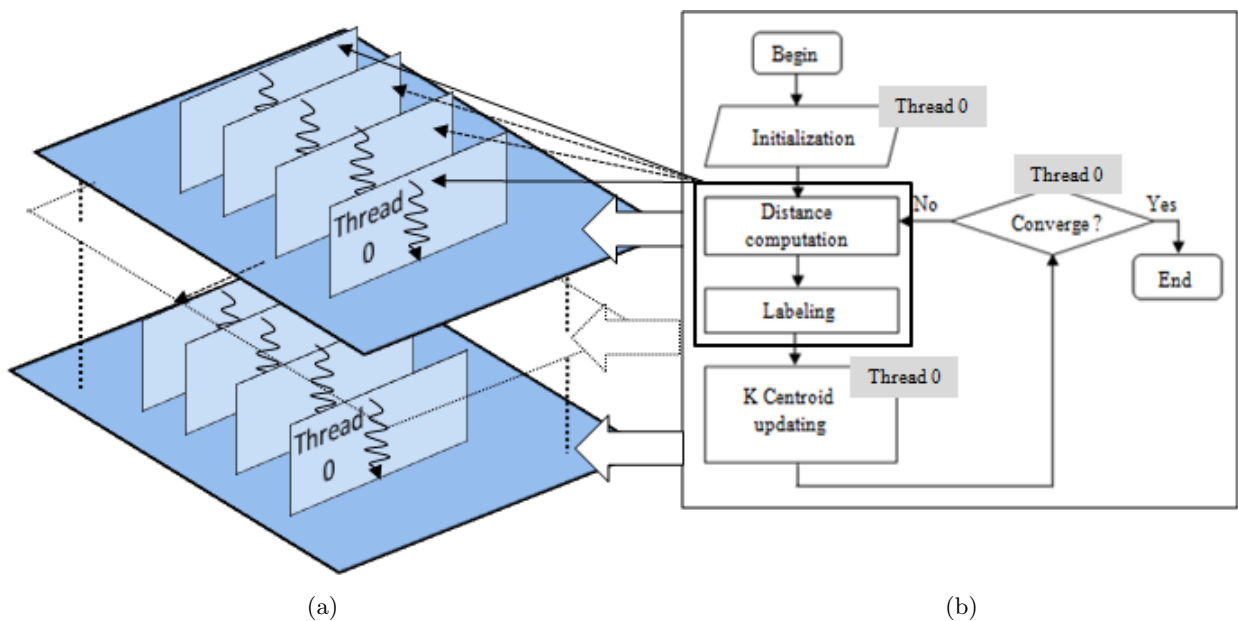 Thread
0
Thread
0
(a)
Begin
Thread 0
Initialization
Distance
computation
Labeling
Thread 0
K Centroid
updating
Thread 0
No
Converge ?
Yes
End
(b)